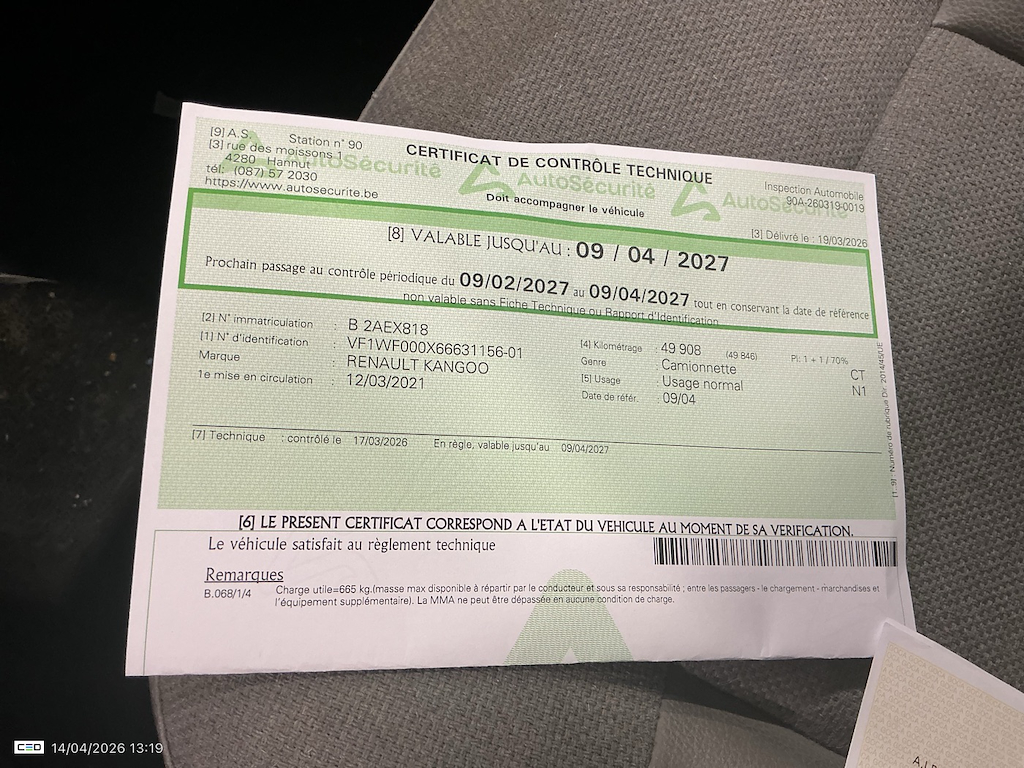 [9] A.S. Station n° 90
[3] rue des moissons 1
4280 Hannut
tél: (087) 57 2030
https://www.autosecurite.be
AutoSécurité AutoSécurité AutoSécurité
CERTIFICAT DE CONTRÔLE TECHNIQUE
Doit accompagner le véhicule
Inspection Automobile
90A-260319-0019
[3] Délivré le : 19/03/2026
[8] VALABLE JUSQU'AU : 09 / 04 / 2027
Prochain passage au contrôle périodique du 09/02/2027 au 09/04/2027 tout en conservant la date de référence
non valable sans Fiche Technique ou Rapport d'Identification
[2] N° immatriculation : B 2AEX818
[1] N° d'identification : VF1WF000X66631156-01
Marque : RENAULT KANGOO
1e mise en circulation : 12/03/2021
[4] Kilométrage : 49 908 (49 846) Pl: 1 + 1 / 70%
Genre : Camionnette CT
[5] Usage : Usage normal N1
Date de référ. : 09/04
[1 - 9] : Numéro de rubrique Dir. 2014/45/UE
[7] Technique : contrôlé le 17/03/2026 En règle, valable jusqu'au 09/04/2027
[6] LE PRESENT CERTIFICAT CORRESPOND A L'ETAT DU VEHICULE AU MOMENT DE SA VERIFICATION.
Le véhicule satisfait au règlement technique
Remarques
B.068/1/4 Charge utile=665 kg.(masse max disponible à répartir par le conducteur et sous sa responsabilité ; entre les passagers - le chargement - marchandises et
l'équipement supplémentaire). La MMA ne peut être dépassée en aucune condition de charge.
CEO 14/04/2026 13:19